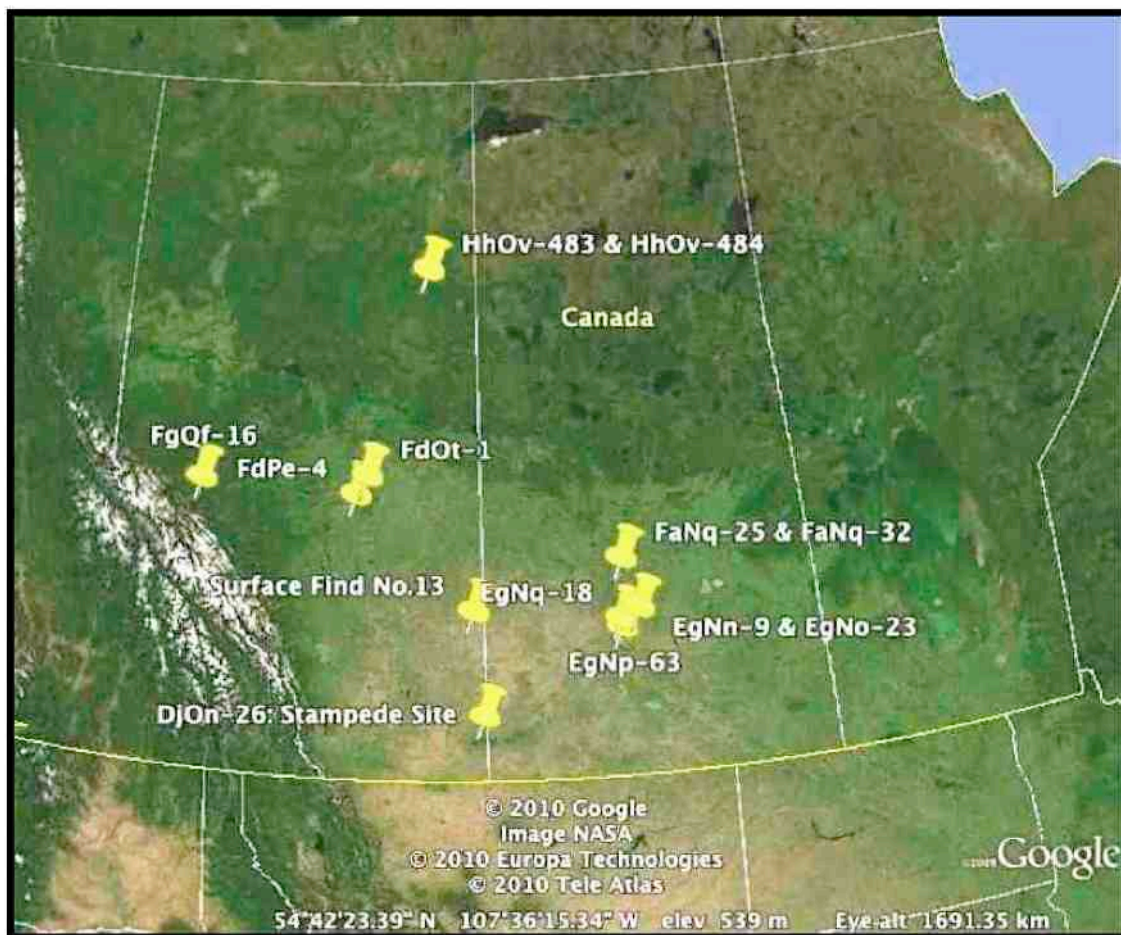 HhOv-483 & HhOv-484
Canada
FgQf-16
FdOt-1
FdPe-4
FaNq-25 & FaNq-32
Surface Find No.13
EgNq-18
EgNn-9 & EgNo-23
EgNp-63
DjOn-26: Stampede Site
© 2010 Google
Image NASA
© 2010 Europa Technologies
© 2010 Tele Atlas
©2009 Google
54°42'23.39" N 107°36'15.34" W elev 539 m Eye alt 1691.35 km